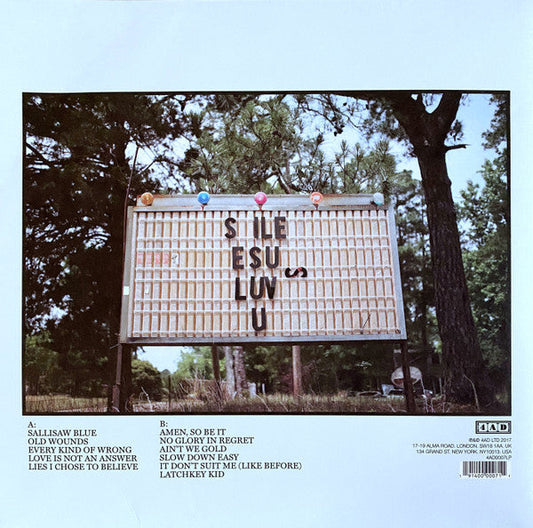 S ILE
ESU
LUV S
U
A:
SALLISAW BLUE
OLD WOUNDS
EVERY KIND OF WRONG
LOVE IS NOT AN ANSWER
LIES I CHOSE TO BELIEVE
B:
AMEN, SO BE IT
NO GLORY IN REGRET
AIN'T WE GOLD
SLOW DOWN EASY
IT DON'T SUIT ME (LIKE BEFORE)
LATCHKEY KID
4AD
℗&© 4AD LTD 2017
17-19 ALMA ROAD, LONDON, SW18 1AA, UK
134 GRAND ST, NEW YORK, NY10013, USA
4AD0007LP